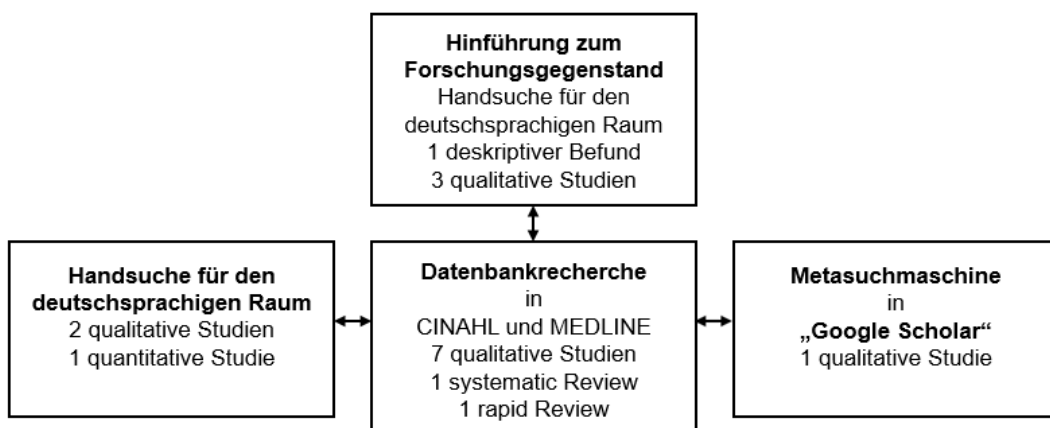 Hinführung zum
Forschungsgegenstand
Handsuche für den
deutschsprachigen Raum
1 deskriptiver Befund
3 qualitative Studien
Handsuche für den
deutschsprachigen Raum
2 qualitative Studien
1 quantitative Studie
Datenbankrecherche
in
CINAHL und MEDLINE
7 qualitative Studien
1 systematic Review
1 rapid Review
Metasuchmaschine
in
„Google Scholar“
1 qualitative Studie